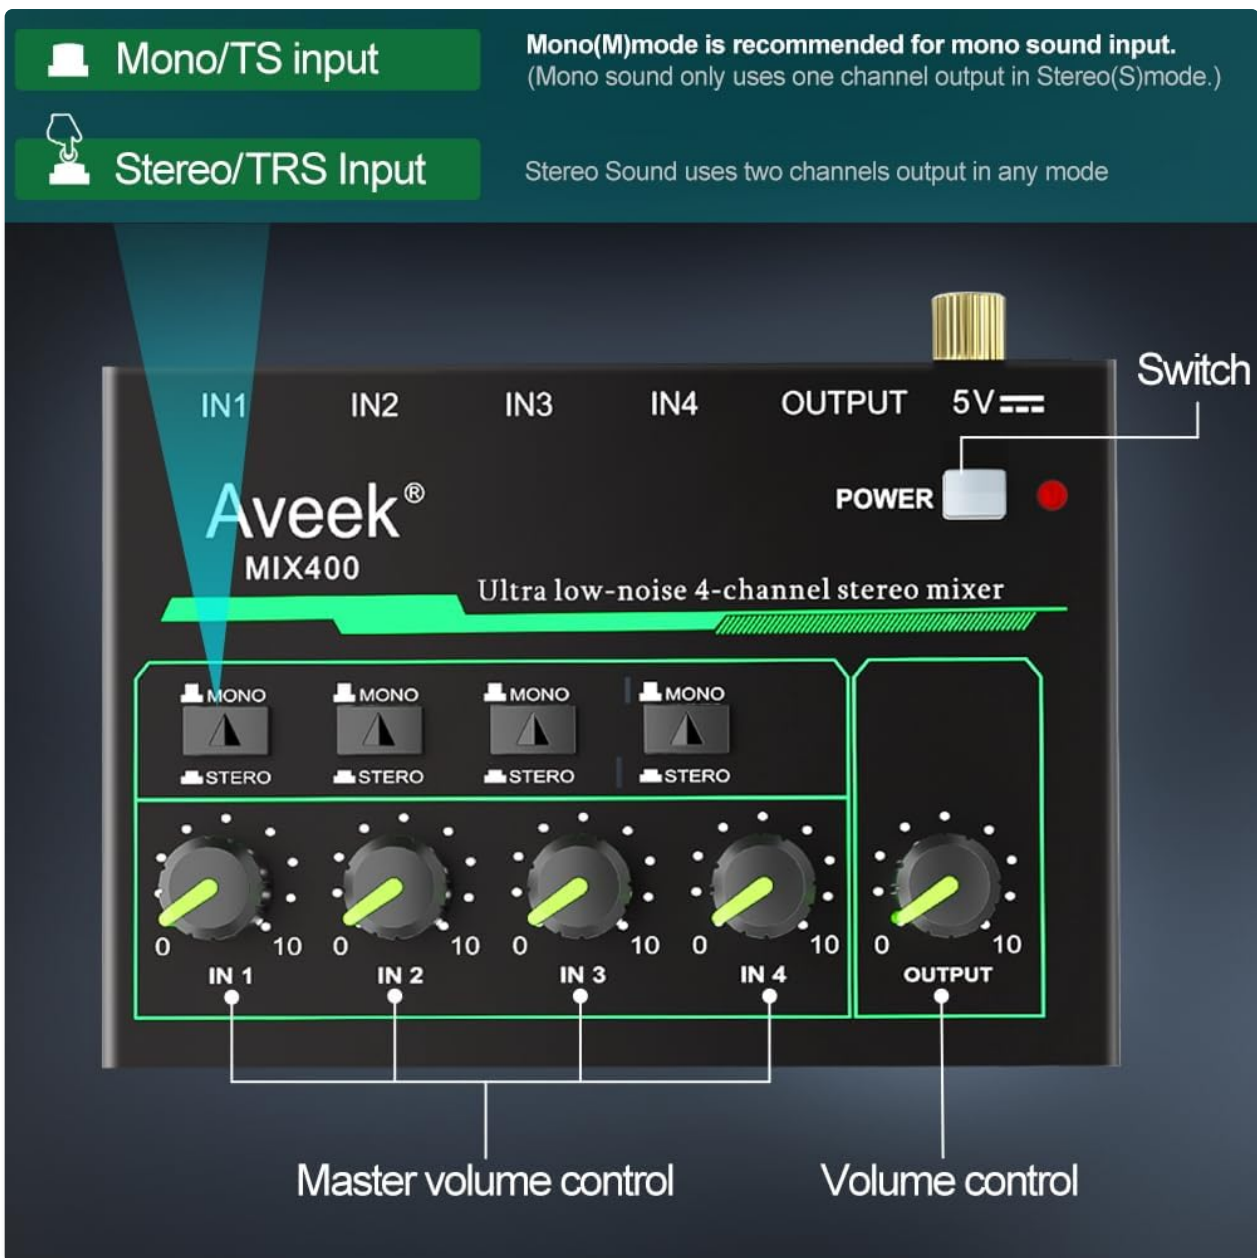 Mono/TS input
Mono(M)mode is recommended for mono sound input.
(Mono sound only uses one channel output in Stereo(S)mode.)
Stereo/TRS Input
Stereo Sound uses two channels output in any mode
Switch
IN1 IN2 IN3 IN4 OUTPUT 5V
POWER
Aveek®
MIX400
Ultra low-noise 4-channel stereo mixer
MONO MONO MONO MONO
STERO STERO STERO STERO
0 10 0 10 0 10 0 10 0 10
IN 1 IN 2 IN 3 IN 4 OUTPUT
Master volume control
Volume control